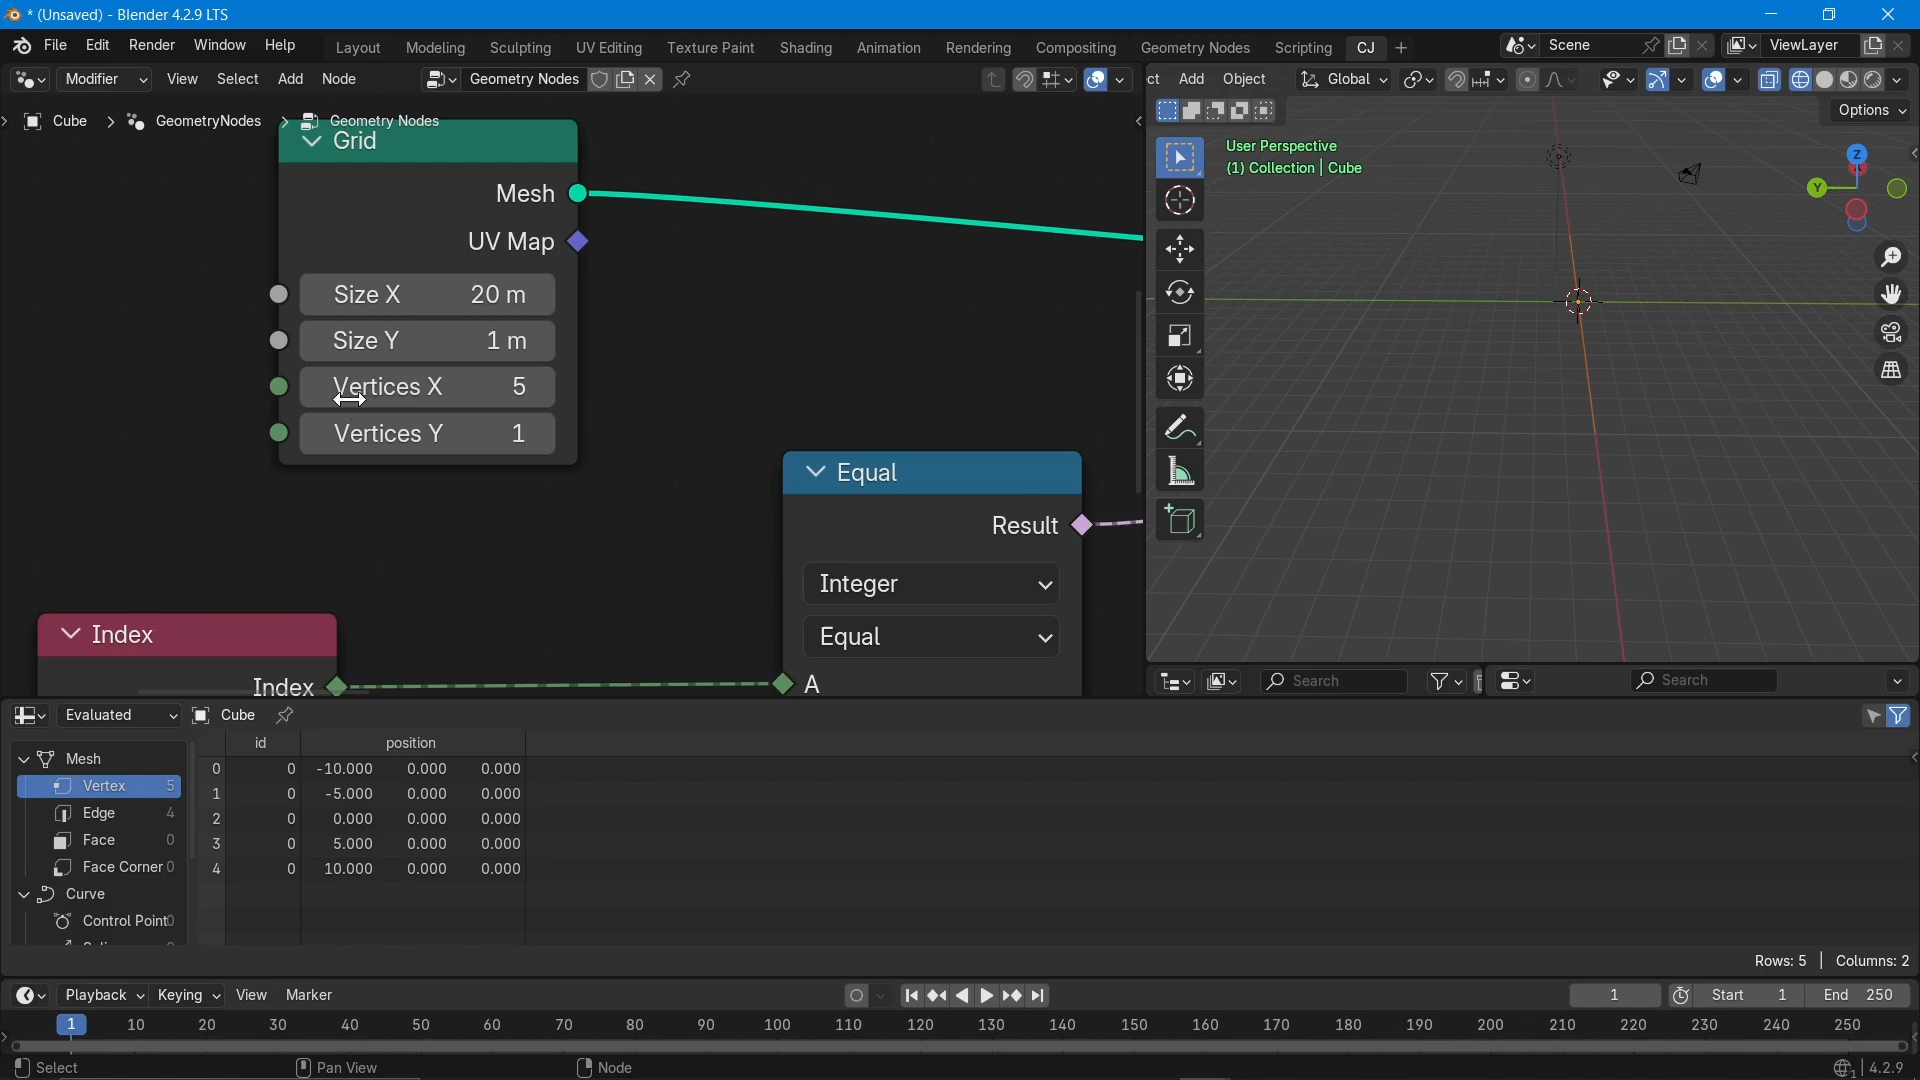 * (Unsaved) - Blender 4.2.9 LTS
File Edit Render Window Help
Layout Modeling Sculpting UV Editing Texture Paint Shading Animation Rendering Compositing Geometry Nodes Scripting CJ +
Scene
ViewLayer
Modifier View Select Add Node
Geometry Nodes
ct Add Object Global
Options
Cube > GeometryNodes > Geometry Nodes
Grid
Mesh
UV Map
Size X 20 m
Size Y 1 m
Vertices X 5
Vertices Y 1
Equal
Result
Integer
Equal
A
Index
Index
User Perspective
(1) Collection | Cube
Z
Y
Search
Search
Evaluated Cube
Mesh
Vertex 5
Edge 4
Face 0
Face Corner 0
Curve
Control Point 0
id position
0 0 -10.000 0.000 0.000
1 0 -5.000 0.000 0.000
2 0 0.000 0.000 0.000
3 0 5.000 0.000 0.000
4 0 10.000 0.000 0.000
Rows: 5 | Columns: 2
Playback Keying View Marker
1 Start 1 End 250
1 10 20 30 40 50 60 70 80 90 100 110 120 130 140 150 160 170 180 190 200 210 220 230 240 250
Select Pan View Node
4.2.9